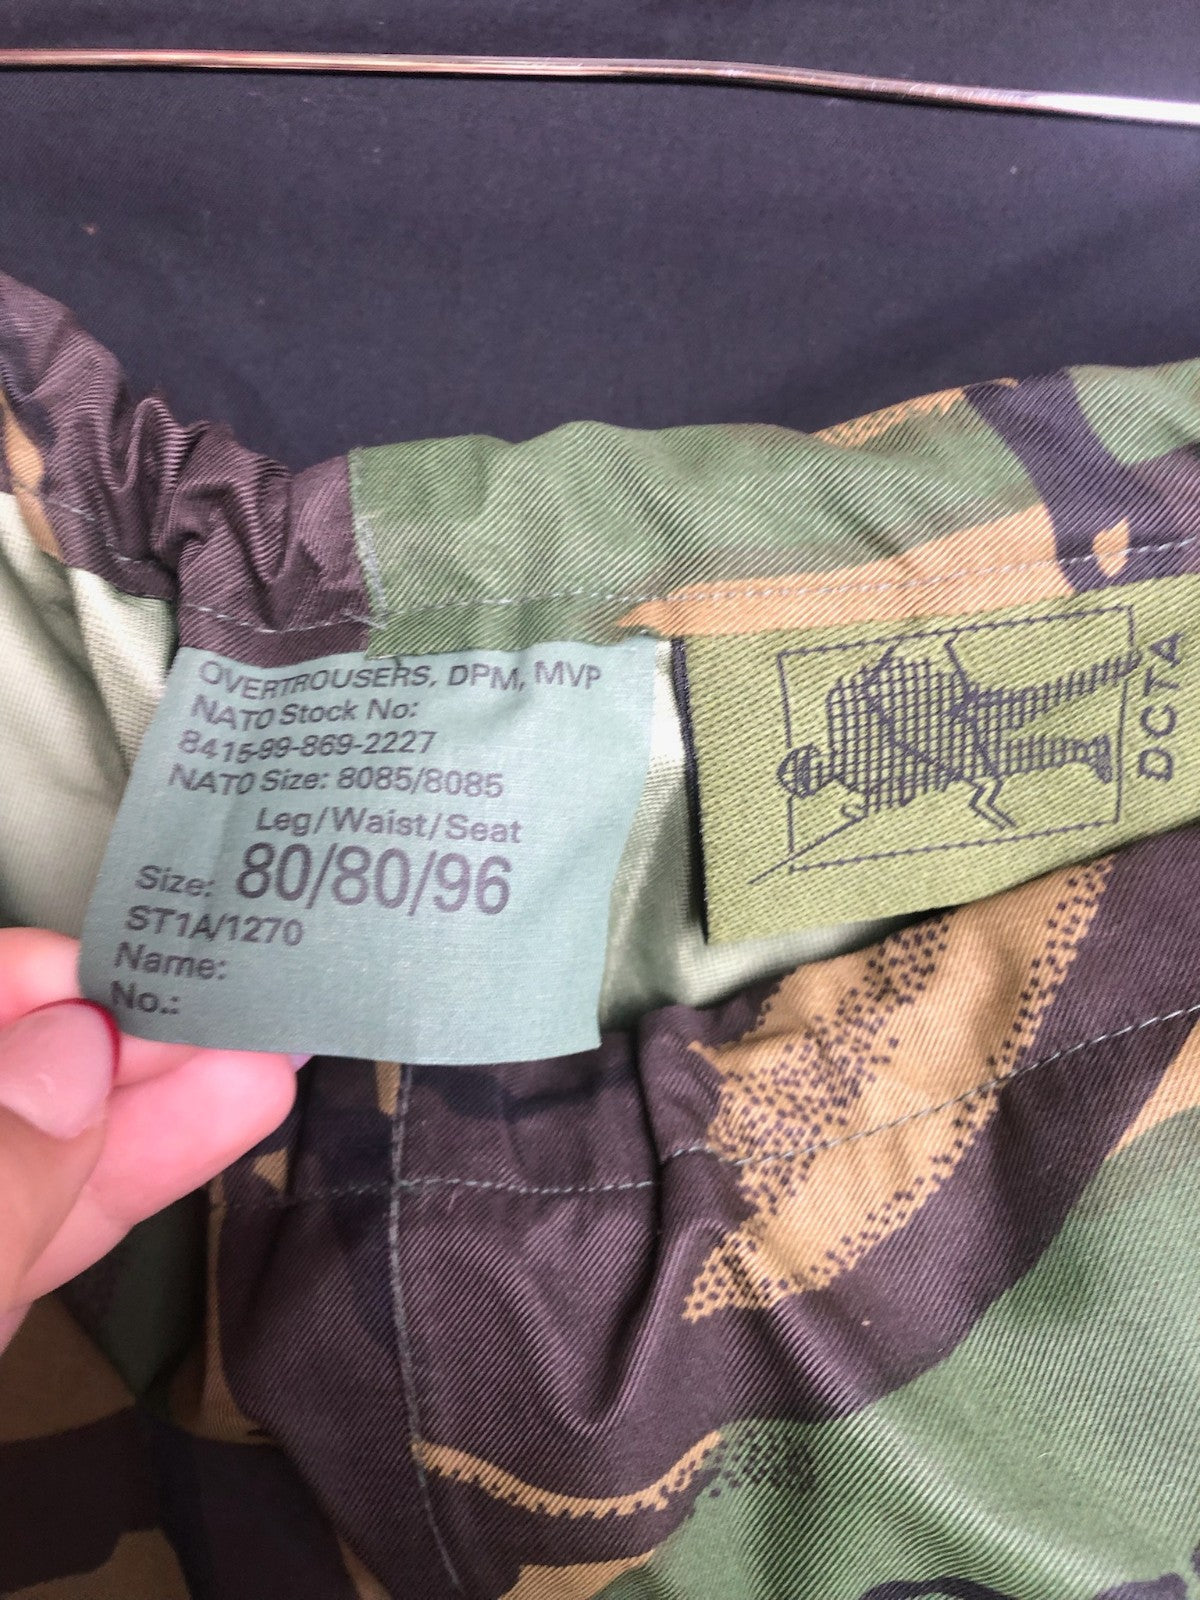 OVERTROUSERS, DPM, MVP
NATO Stock No:
8415-99-869-2227
NATO Size: 8085/8085
Leg/Waist/Seat
Size: 80/80/96
ST1A/1270
Name:
No.:
DCTA